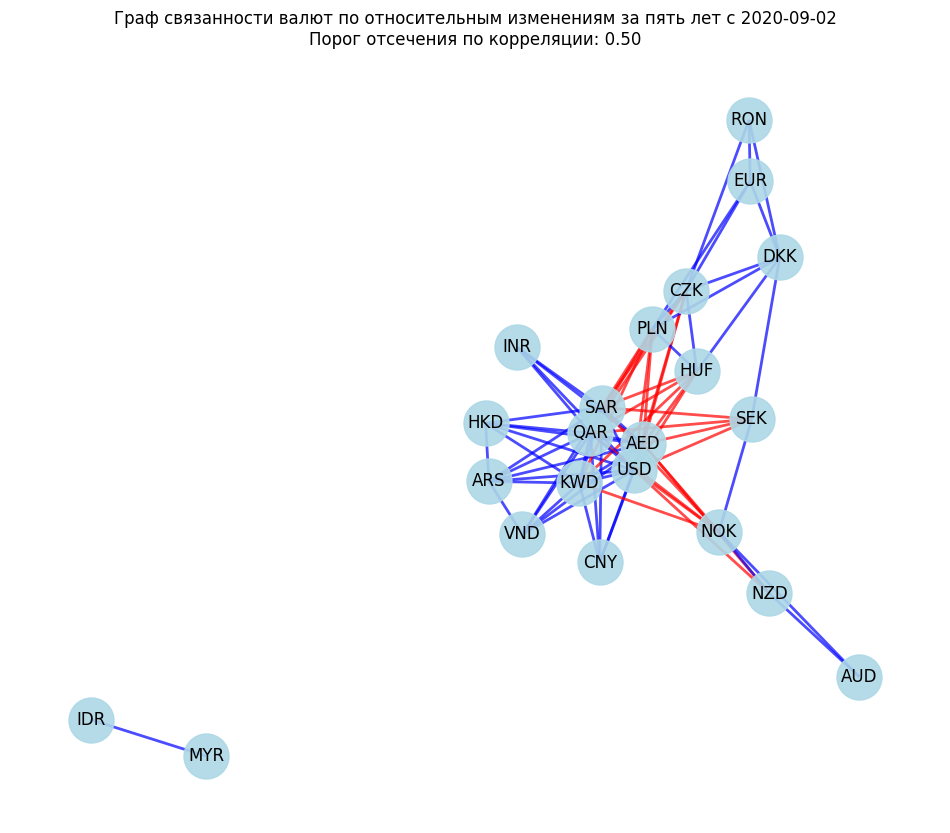 Граф связанности валют по относительным изменениям за пять лет с 2020-09-02
Порог отсечения по корреляции: 0.50
RON
EUR
DKK
CZK
PLN
INR
HUF
SAR
HKD
SEK
QAR
AED
USD
ARS
KWD
VND
NOK
CNY
NZD
AUD
IDR
MYR